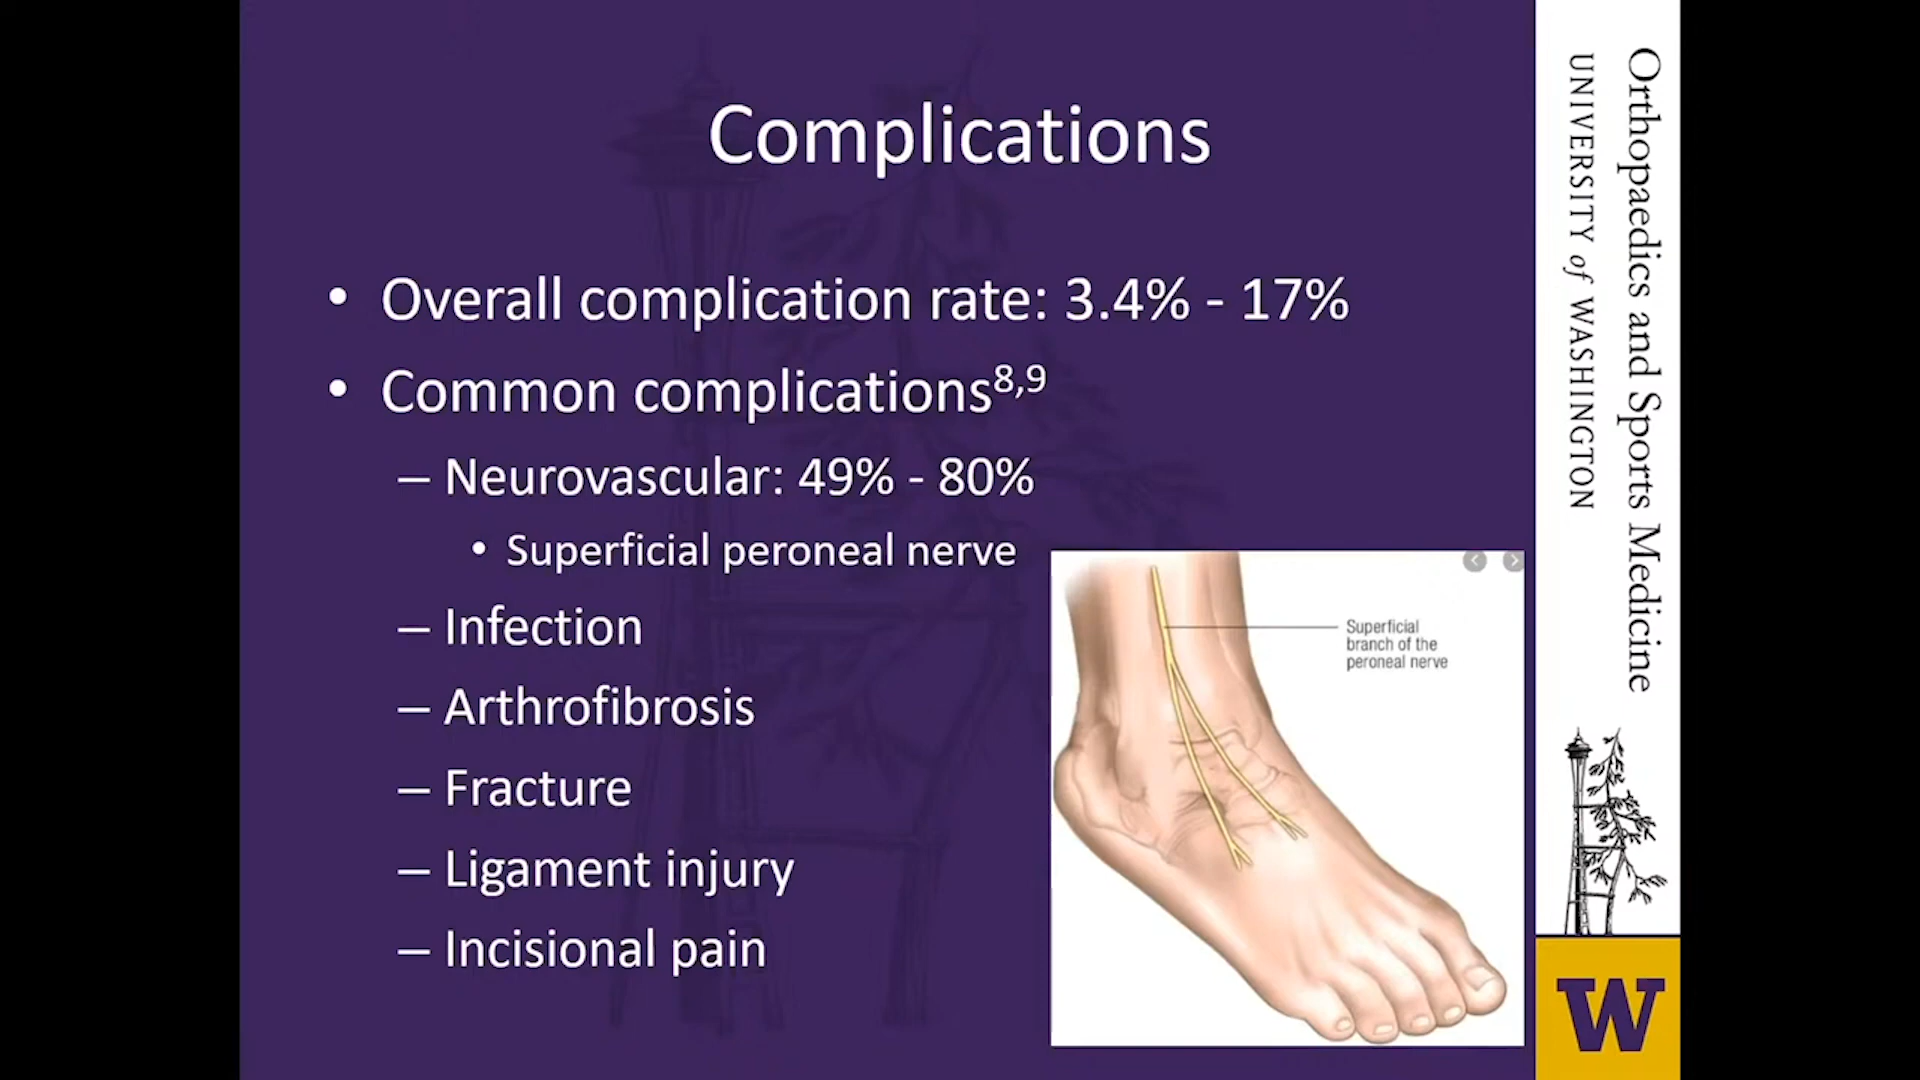 Complications
• Overall complication rate: 3.4% - 17%
• Common complications8,9
– Neurovascular: 49% - 80%
• Superficial peroneal nerve
– Infection
– Arthrofibrosis
– Fracture
– Ligament injury
– Incisional pain
Superficial
branch of the
peroneal nerve
Orthopaedics and Sports Medicine
UNIVERSITY of WASHINGTON
W